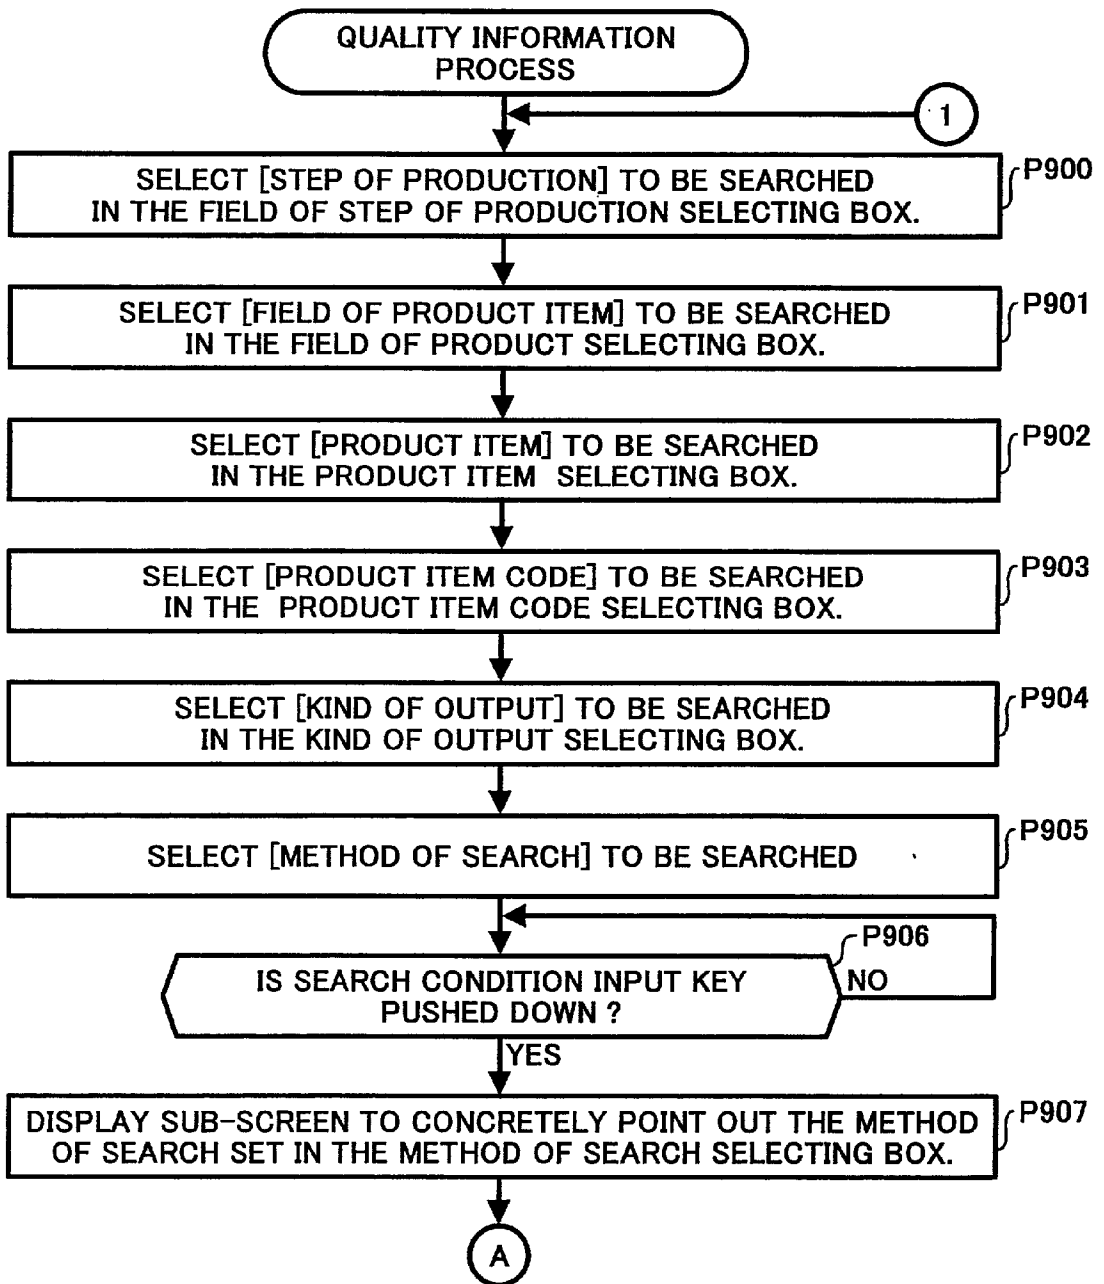 QUALITY INFORMATION
PROCESS
1
P900
SELECT [STEP OF PRODUCTION] TO BE SEARCHED
IN THE FIELD OF STEP OF PRODUCTION SELECTING BOX.
P901
SELECT [FIELD OF PRODUCT ITEM] TO BE SEARCHED
IN THE FIELD OF PRODUCT SELECTING BOX.
P902
SELECT [PRODUCT ITEM] TO BE SEARCHED
IN THE PRODUCT ITEM SELECTING BOX.
P903
SELECT [PRODUCT ITEM CODE] TO BE SEARCHED
IN THE PRODUCT ITEM CODE SELECTING BOX.
P904
SELECT [KIND OF OUTPUT] TO BE SEARCHED
IN THE KIND OF OUTPUT SELECTING BOX.
P905
SELECT [METHOD OF SEARCH] TO BE SEARCHED
P906
IS SEARCH CONDITION INPUT KEY
PUSHED DOWN ?
NO
YES
P907
DISPLAY SUB-SCREEN TO CONCRETELY POINT OUT THE METHOD
OF SEARCH SET IN THE METHOD OF SEARCH SELECTING BOX.
A